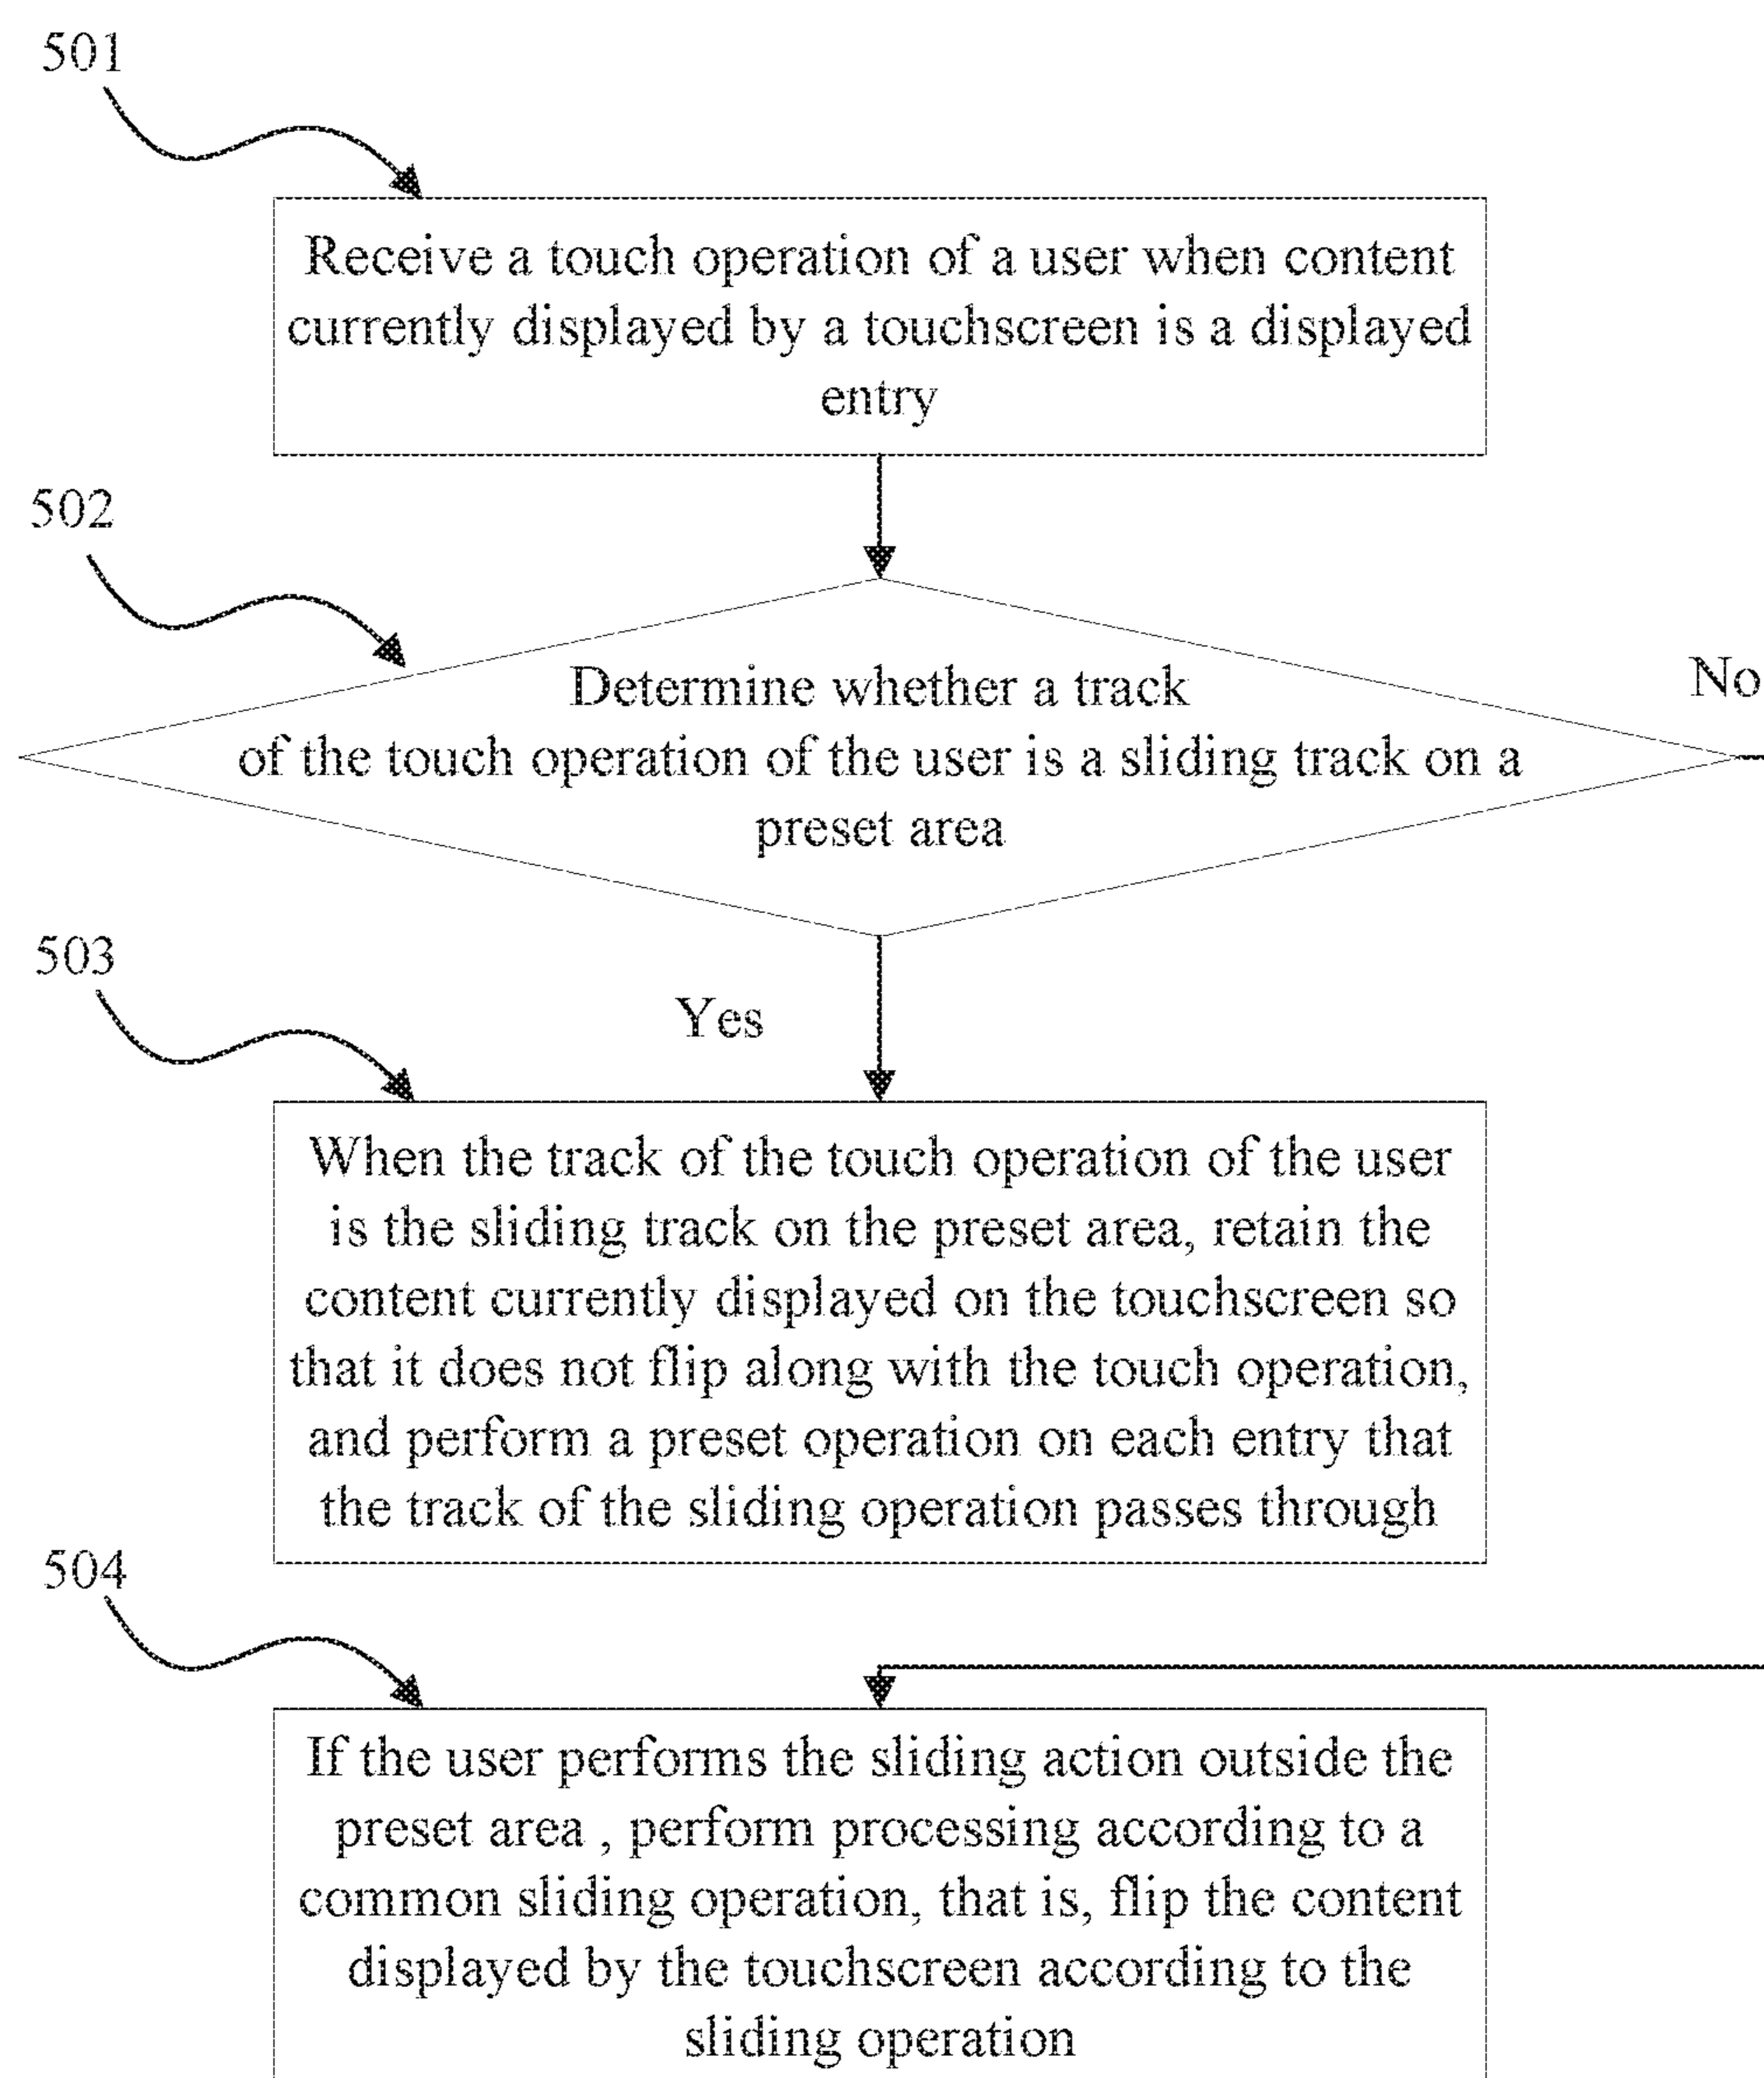 501
Receive a touch operation of a user when content
currently displayed by a touchscreen is a displayed
entry
502
Determine whether a track
of the touch operation of the user is a sliding track on a
preset area
No
503
Yes
When the track of the touch operation of the user
is the sliding track on the preset area, retain the
content currently displayed on the touchscreen so
that it does not flip along with the touch operation,
and perform a preset operation on each entry that
the track of the sliding operation passes through
504
If the user performs the sliding action outside the
preset area , perform processing according to a
common sliding operation, that is, flip the content
displayed by the touchscreen according to the
sliding operation